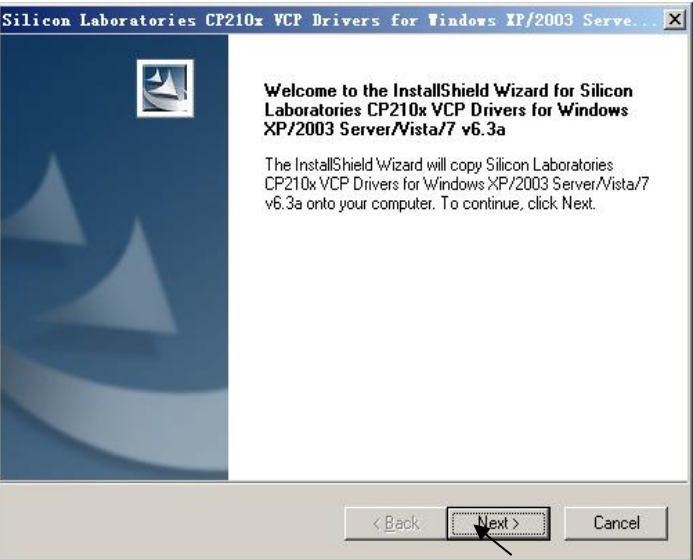 Silicon Laboratories CP210x VCP Drivers for Windows XP/2003 Serve...
Welcome to the InstallShield Wizard for Silicon
Laboratories CP210x VCP Drivers for Windows
XP/2003 Server/Vista/7 v6.3a
The InstallShield Wizard will copy Silicon Laboratories
CP210x VCP Drivers for Windows XP/2003 Server/Vista/7
v6.3a onto your computer. To continue, click Next.
< Back
Next >
Cancel